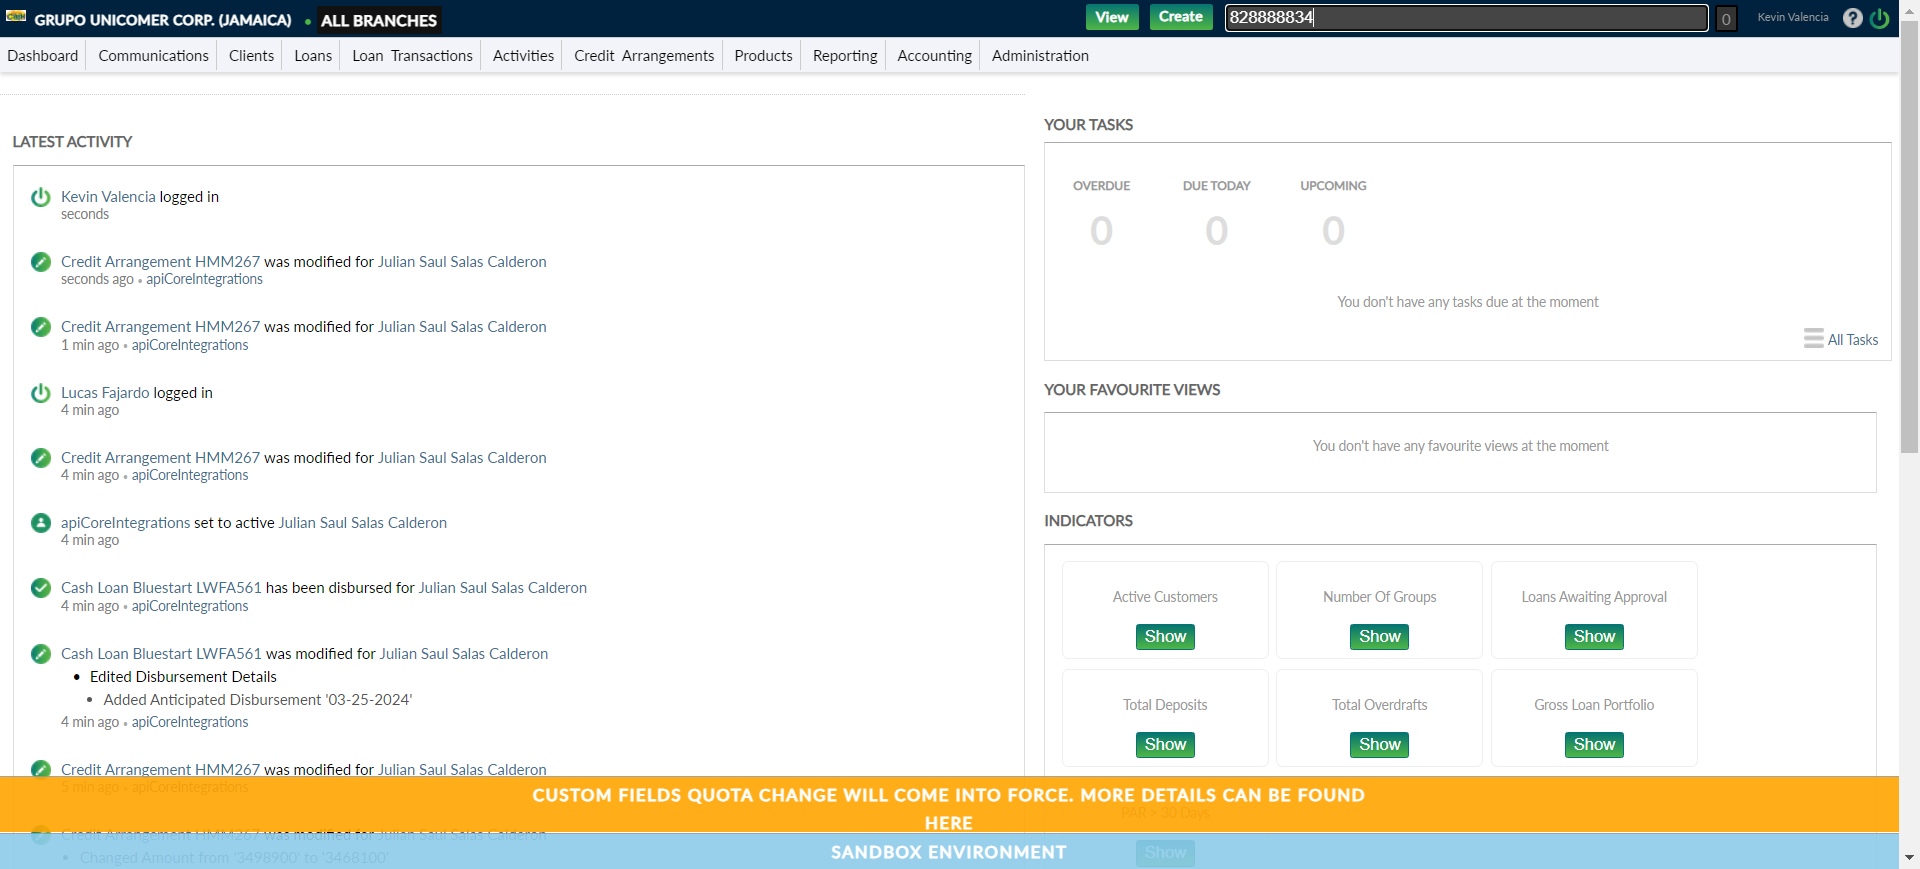 GRUPO UNICOMER CORP. (JAMAICA) • ALL BRANCHES
View Create 828888834 0 Kevin Valencia ?
Dashboard Communications Clients Loans Loan Transactions Activities Credit Arrangements Products Reporting Accounting Administration
LATEST ACTIVITY
Kevin Valencia logged in
seconds
Credit Arrangement HMM267 was modified for Julian Saul Salas Calderon
seconds ago • apiCoreIntegrations
Credit Arrangement HMM267 was modified for Julian Saul Salas Calderon
1 min ago • apiCoreIntegrations
Lucas Fajardo logged in
4 min ago
Credit Arrangement HMM267 was modified for Julian Saul Salas Calderon
4 min ago • apiCoreIntegrations
apiCoreIntegrations set to active Julian Saul Salas Calderon
4 min ago
Cash Loan Bluestart LWFA561 has been disbursed for Julian Saul Salas Calderon
4 min ago • apiCoreIntegrations
Cash Loan Bluestart LWFA561 was modified for Julian Saul Salas Calderon
• Edited Disbursement Details
• Added Anticipated Disbursement '03-25-2024'
4 min ago • apiCoreIntegrations
Credit Arrangement HMM267 was modified for Julian Saul Salas Calderon
5 min ago • apiCoreIntegrations
Credit Arrangement HMM267 was modified for Julian Saul Salas Calderon
• Changed Amount from '3498900' to '3468100'
YOUR TASKS
OVERDUE DUE TODAY UPCOMING
0 0 0
You don't have any tasks due at the moment
All Tasks
YOUR FAVOURITE VIEWS
You don't have any favourite views at the moment
INDICATORS
Active Customers Number Of Groups Loans Awaiting Approval
Show Show Show
Total Deposits Total Overdrafts Gross Loan Portfolio
Show Show Show
PAR > 30 Days
Show
CUSTOM FIELDS QUOTA CHANGE WILL COME INTO FORCE. MORE DETAILS CAN BE FOUND
HERE
SANDBOX ENVIRONMENT